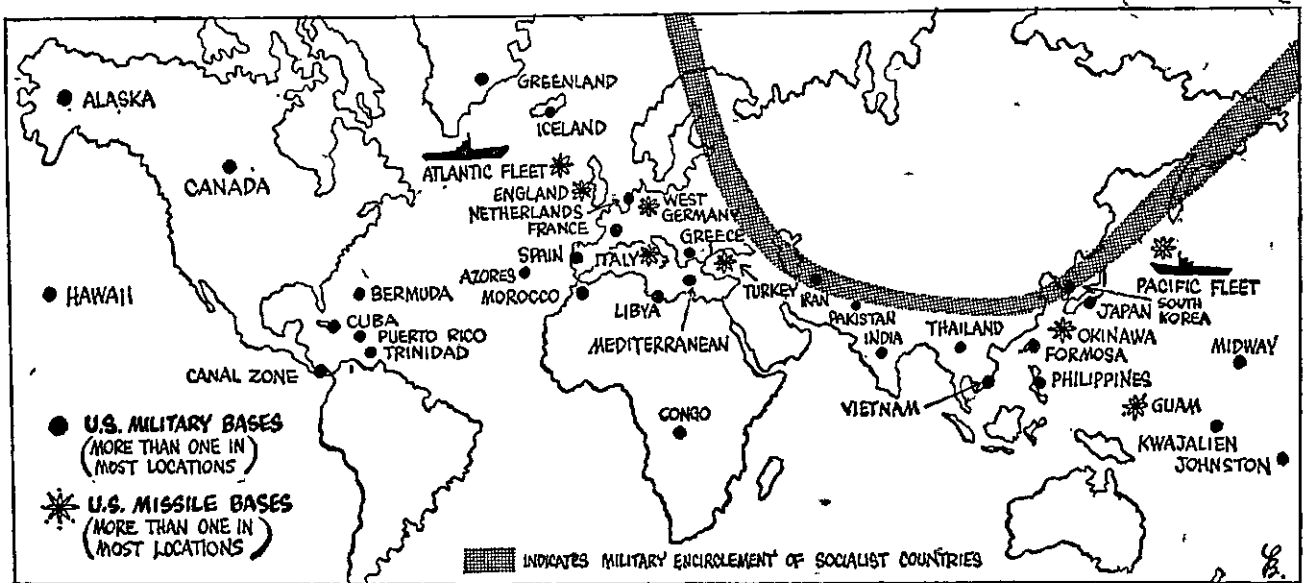 ALASKA
CANADA
HAWAII
GREENLAND
ICELAND
ATLANTIC FLEET
ENGLAND
NETHERLANDS
FRANCE
WEST
GERMANY
GREECE
SPAIN
ITALY
AZORES
MOROCCO
LIBYA
TURKEY
IRAN
PAKISTAN
INDIA
THAILAND
MEDITERRANEAN
BERMUDA
CUBA
PUERTO RICO
TRINIDAD
CANAL ZONE
PACIFIC FLEET
SOUTH
KOREA
JAPAN
OKINAWA
FORMOSA
MIDWAY
PHILIPPINES
VIETNAM
GUAM
CONGO
KWAJALIEN
JOHNSTON
U.S. MILITARY BASES
(MORE THAN ONE IN
MOST LOCATIONS)
U.S. MISSILE BASES
(MORE THAN ONE IN
MOST LOCATIONS)
INDICATES MILITARY ENCIRCLEMENT OF SOCIALIST COUNTRIES